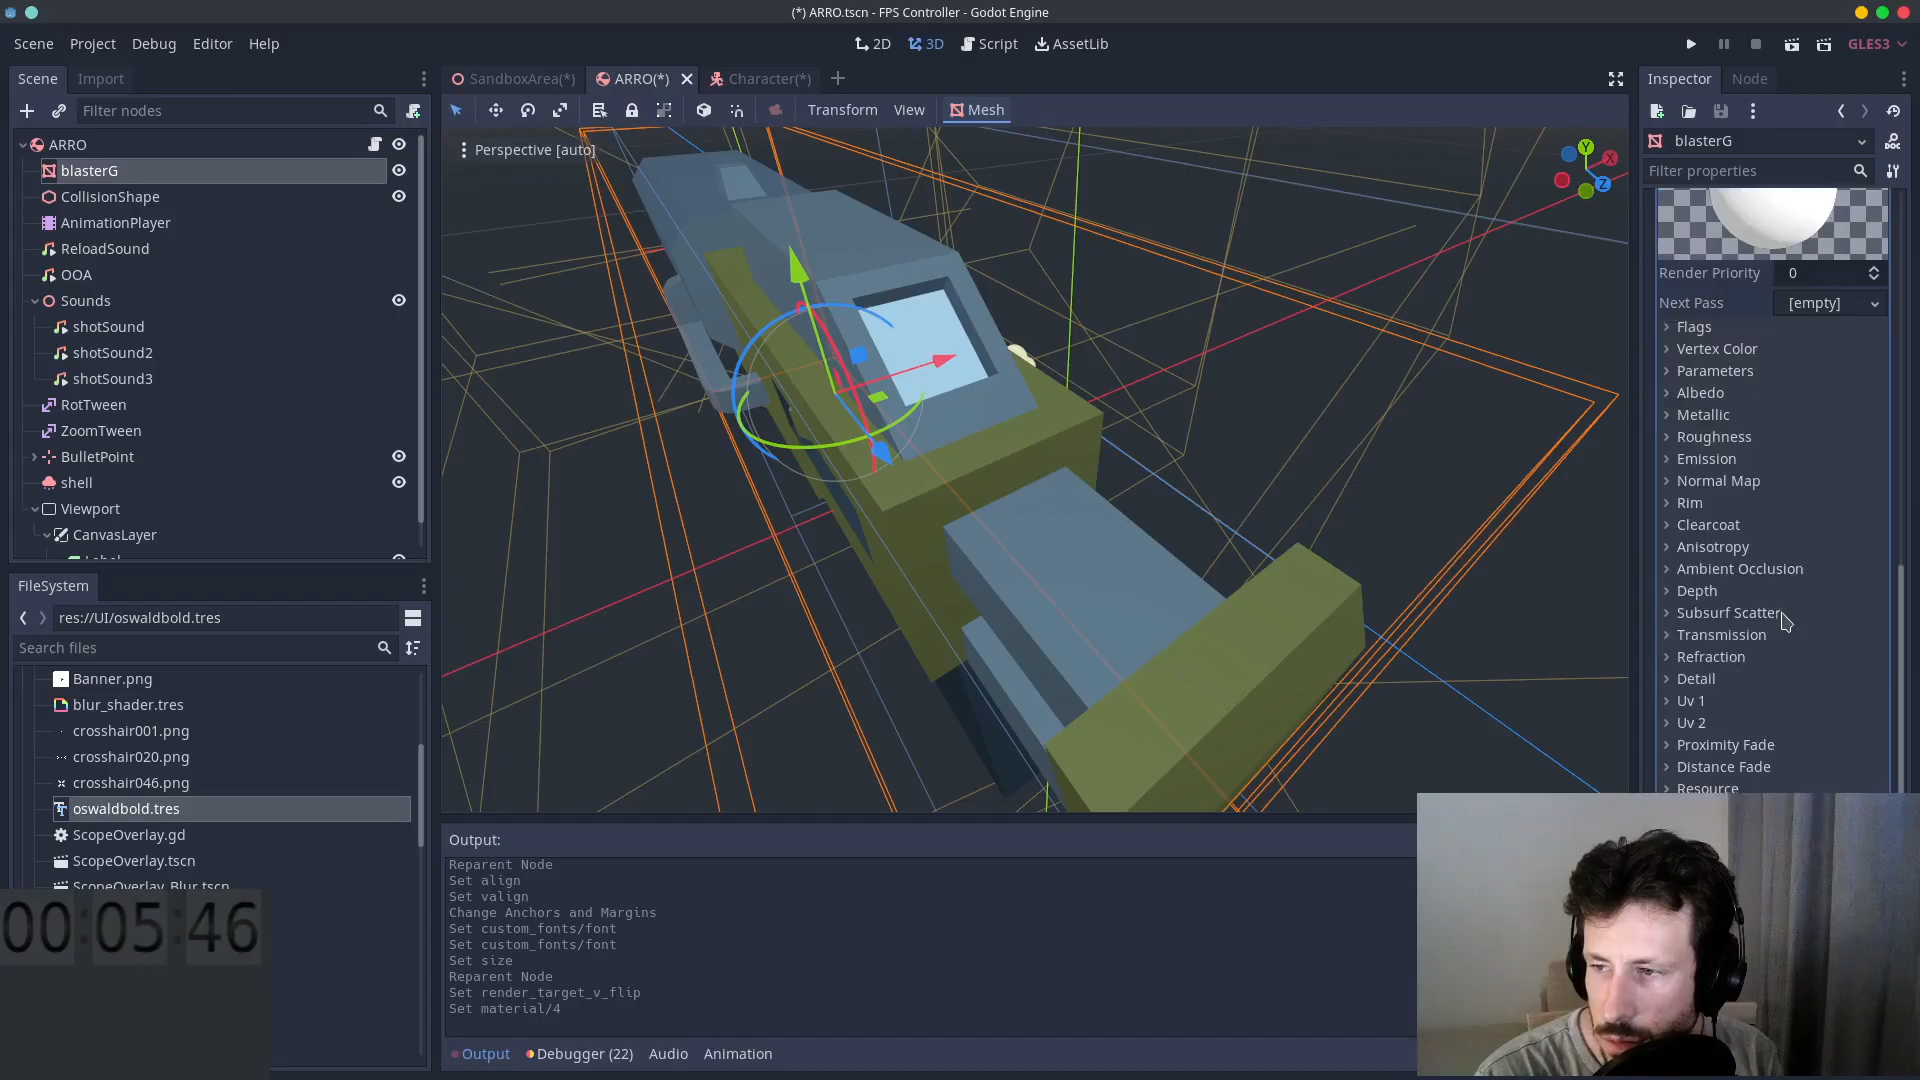 (*) ARRO.tscn - FPS Controller - Godot Engine
Scene Project Debug Editor Help
2D 3D Script AssetLib
GLES3
Scene Import
SandboxArea(*) ARRO(*) Character(*)
Inspector Node
Filter nodes
Transform View Mesh
ARRO
blasterG
CollisionShape
AnimationPlayer
ReloadSound
OOA
Sounds
shotSound
shotSound2
shotSound3
RotTween
ZoomTween
BulletPoint
shell
Viewport
CanvasLayer
FileSystem
res://UI/oswaldbold.tres
Search files
Banner.png
blur_shader.tres
crosshair001.png
crosshair020.png
crosshair046.png
oswaldbold.tres
ScopeOverlay.gd
ScopeOverlay.tscn
ScopeOverlay_Blur.tscn
00:05:46
Perspective [auto]
Y
X
Z
Output:
Reparent Node
Set align
Set valign
Change Anchors and Margins
Set custom_fonts/font
Set custom_fonts/font
Set size
Reparent Node
Set render_target_v_flip
Set material/4
Output Debugger (22) Audio Animation
blasterG
Filter properties
Render Priority 0
Next Pass [empty]
Flags
Vertex Color
Parameters
Albedo
Metallic
Roughness
Emission
Normal Map
Rim
Clearcoat
Anisotropy
Ambient Occlusion
Depth
Subsurf Scatter
Transmission
Refraction
Detail
Uv 1
Uv 2
Proximity Fade
Distance Fade
Resource